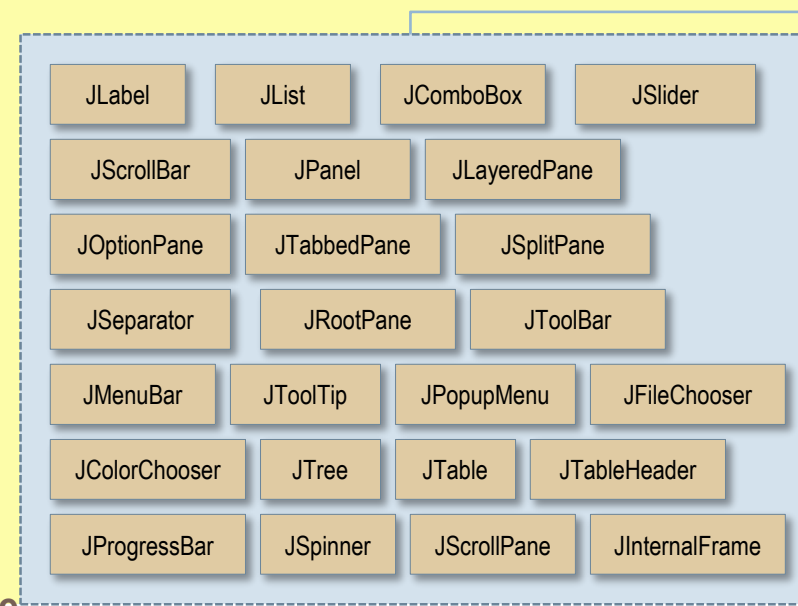 JLabel JList JComboBox JSlider
JScrollBar JPanel JLayeredPane
JOptionPane JTabbedPane JSplitPane
JSeparator JRootPane JToolBar
JMenuBar JToolTip JPopupMenu JFileChooser
JColorChooser JTree JTable JTableHeader
JProgressBar JSpinner JScrollPane JInternalFrame